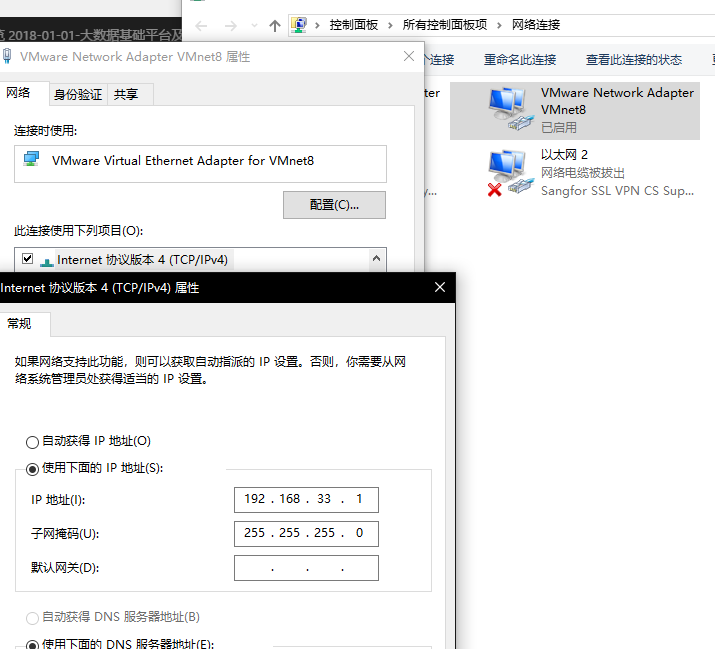 控制面板 › 所有控制面板项 › 网络连接
览 2018-01-01-大数据基础平台及
VMware Network Adapter VMnet8 属性
个连接 重命名此连接 查看此连接的状态
网络 身份验证 共享
连接时使用:
VMware Virtual Ethernet Adapter for VMnet8
配置(C)...
此连接使用下列项目(O):
Internet 协议版本 4 (TCP/IPv4)
ter
y...
VMware Network Adapter
VMnet8
已启用
以太网 2
网络电缆被拔出
Sangfor SSL VPN CS Sup...
Internet 协议版本 4 (TCP/IPv4) 属性
常规
如果网络支持此功能，则可以获取自动指派的 IP 设置。否则，你需要从网
络系统管理员处获得适当的 IP 设置。
自动获得 IP 地址(O)
使用下面的 IP 地址(S):
IP 地址(I): 192 . 168 . 33 . 1
子网掩码(U): 255 . 255 . 255 . 0
默认网关(D): . . .
自动获得 DNS 服务器地址(B)
使用下面的 DNS 服务器地址(E):